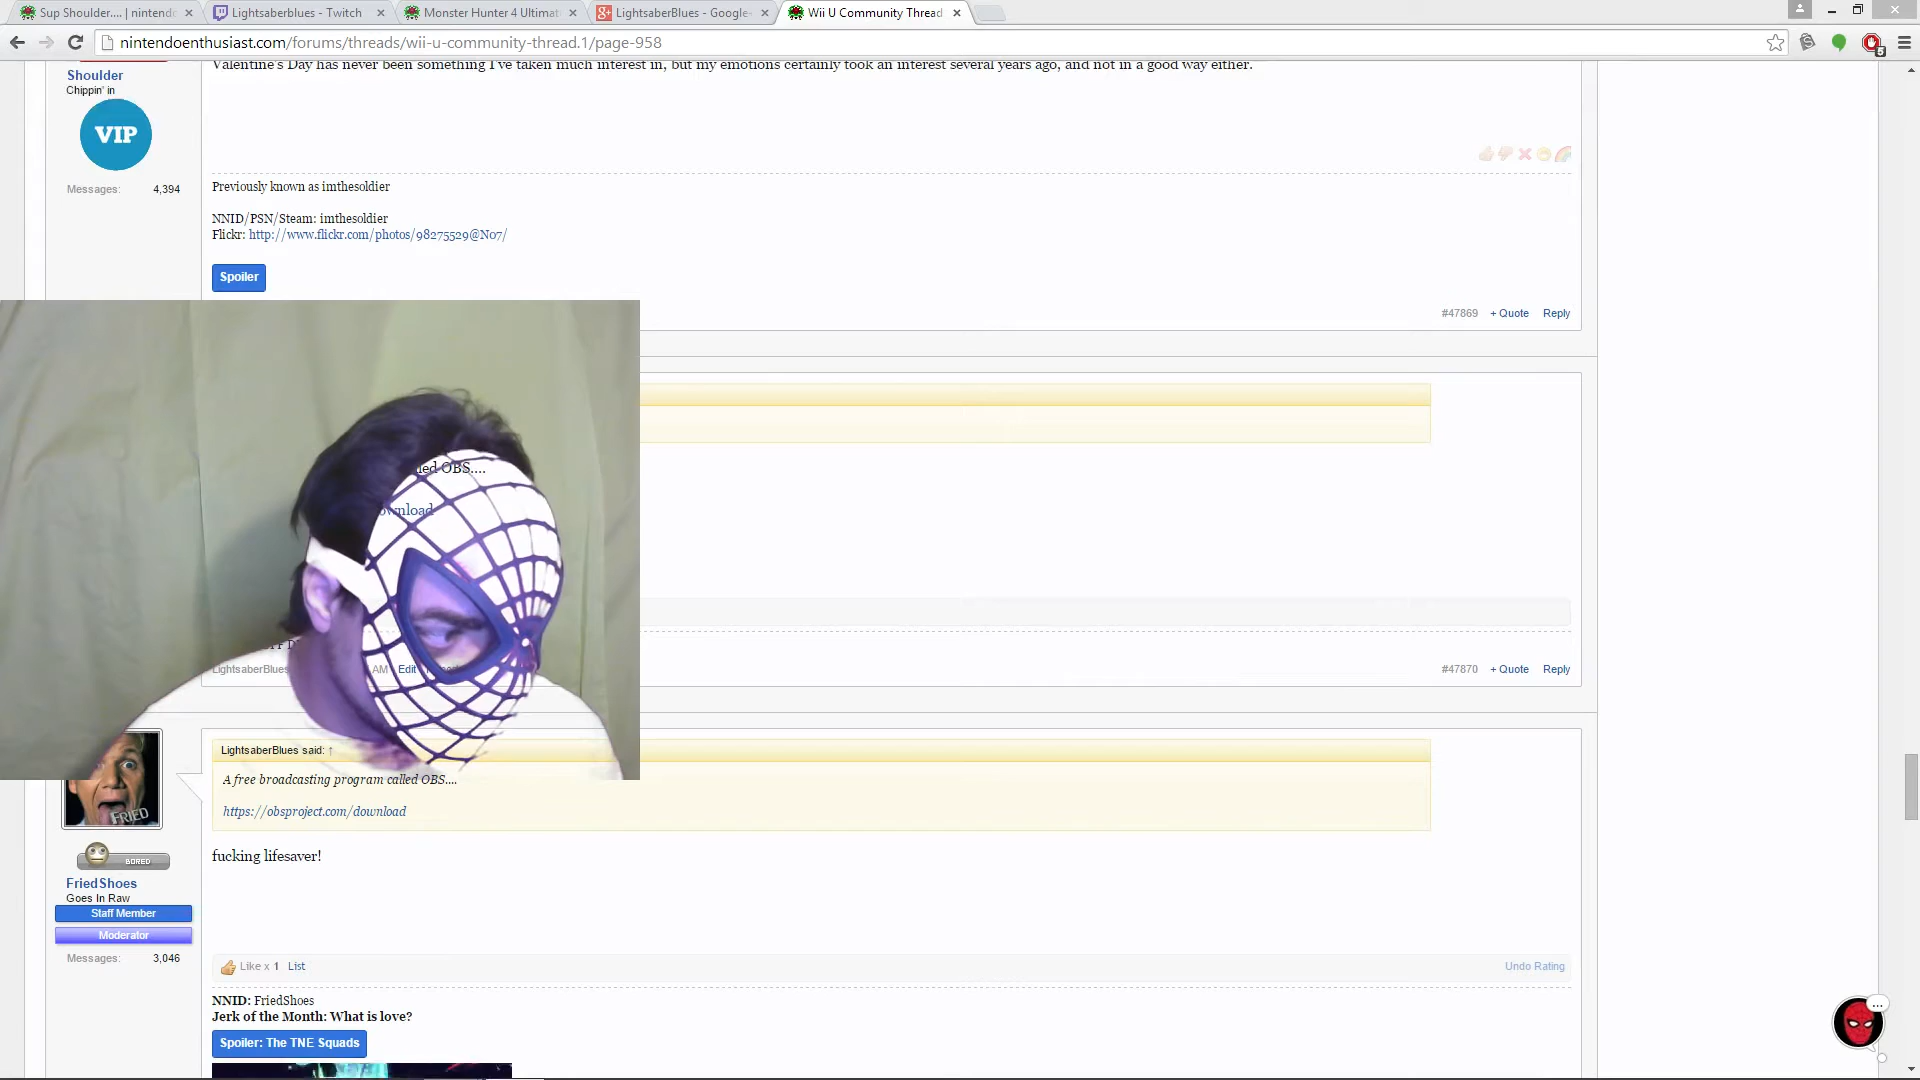 Sup Shoulder.... | nintend
Lightsaberblues - Twitch
Monster Hunter 4 Ultimat
LightsaberBlues - Google+
Wii U Community Thread
nintendoenthusiast.com/forums/threads/wii-u-community-thread.1/page-958
5
Valentine's Day has never been something I've taken much interest in, but my emotions certainly took an interest several years ago, and not in a good way either.
Shoulder
Chippin' in
VIP
Messages: 4,394
Previously known as imthesoldier
NNID/PSN/Steam: imthesoldier
Flickr: http://www.flickr.com/photos/98275529@N07/
Spoiler
#47869 + Quote Reply
OBS....
ownload
LightsaberBlues AM Edit
#47870 + Quote Reply
LightsaberBlues said: ↑
A free broadcasting program called OBS....
https://obsproject.com/download
FRIED
fucking lifesaver!
BORED
FriedShoes
Goes In Raw
Staff Member
Moderator
Messages: 3,046
Like x 1 List
Undo Rating
NNID: FriedShoes
Jerk of the Month: What is love?
Spoiler: The TNE Squads
...